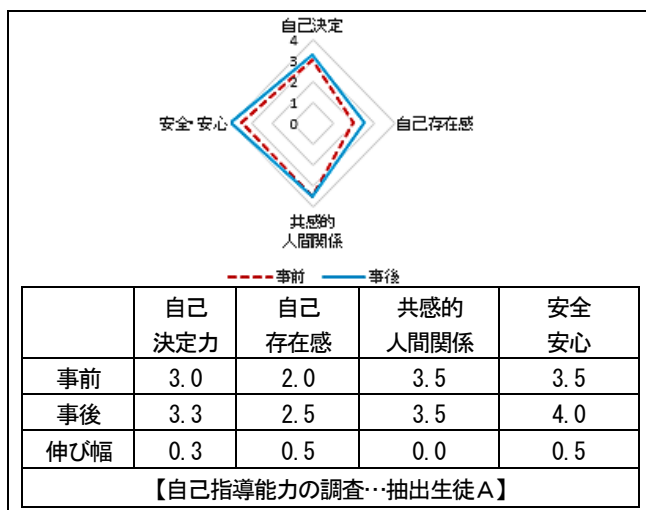 自己決定
4
3
2
1
0
安全・安心
自己存在感
共感的
人間関係
事前 事後
自己 自己 共感的 安全
決定力 存在感 人間関係 安心
事前 3.0 2.0 3.5 3.5
事後 3.3 2.5 3.5 4.0
伸び幅 0.3 0.5 0.0 0.5
【自己指導能力の調査…抽出生徒A】